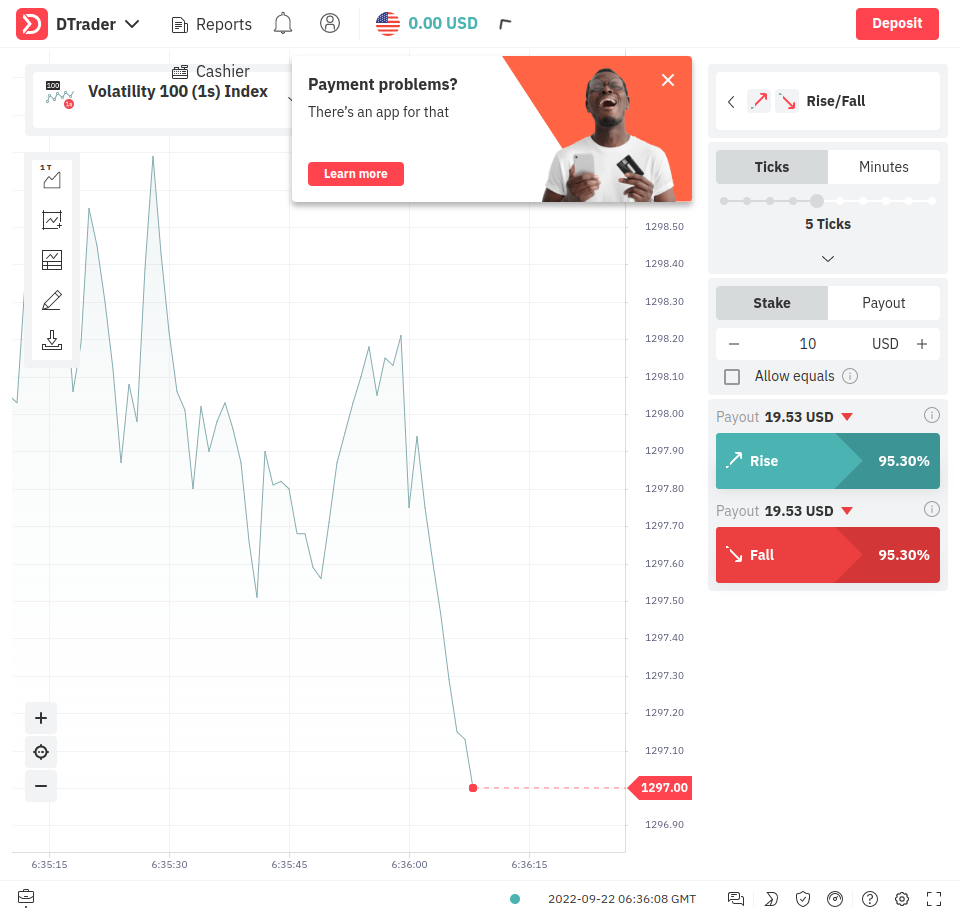 DTrader
Reports
0.00 USD
Deposit
Cashier
100
1s
Volatility 100 (1s) Index
Payment problems?
There's an app for that
Learn more
Rise/Fall
1 T
Ticks
Minutes
5 Ticks
Stake
Payout
10
USD
Allow equals
Payout 19.53 USD
Rise
95.30%
Payout 19.53 USD
Fall
95.30%
1298.50
1298.40
1298.30
1298.20
1298.10
1298.00
1297.90
1297.80
1297.70
1297.60
1297.50
1297.40
1297.30
1297.20
1297.10
1297.00
1296.90
6:35:15
6:35:30
6:35:45
6:36:00
6:36:15
2022-09-22 06:36:08 GMT